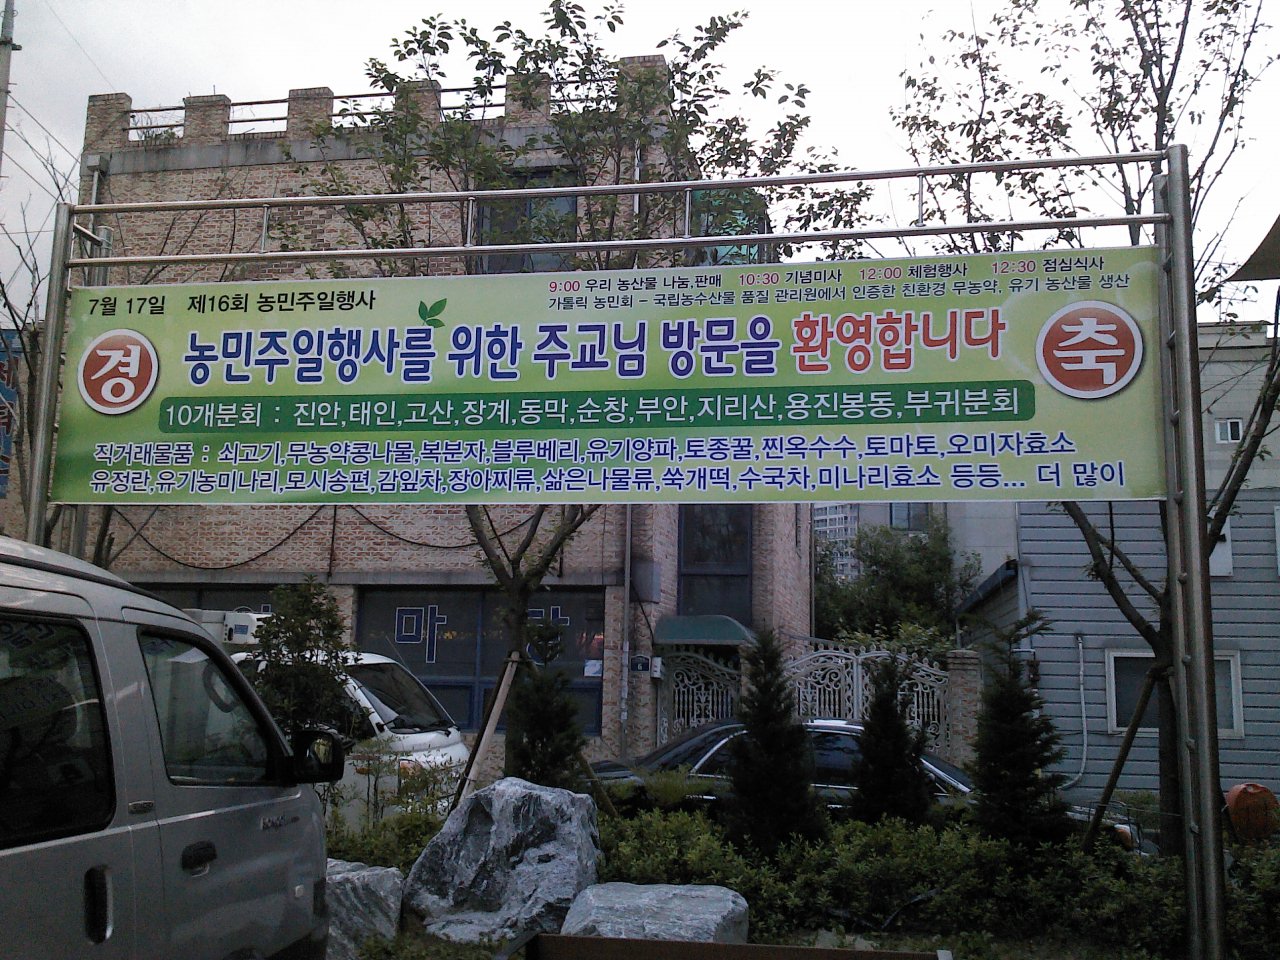 7월 17일 제16회 농민주일행사
9:00 우리 농산물 나눔,판매 10:30 기념미사 12:00 체험행사 12:30 점심식사
가톨릭 농민회 - 국립농수산물 품질 관리원에서 인증한 친환경 무농약, 유기 농산물 생산
경
농민주일행사를 위한 주교님 방문을 환영합니다
축
10개분회 : 진안,태인,고산,장계,동막,순창,부안,지리산,용진봉동,부귀분회
직거래물품 : 쇠고기,무농약콩나물,복분자,블루베리,유기양파,토종꿀,찐옥수수,토마토,오미자효소
유정란,유기농미나리,모시송편,감잎차,장아찌류,삶은나물류,쑥개떡,수국차,미나리효소 등등... 더 많이
마 당
6